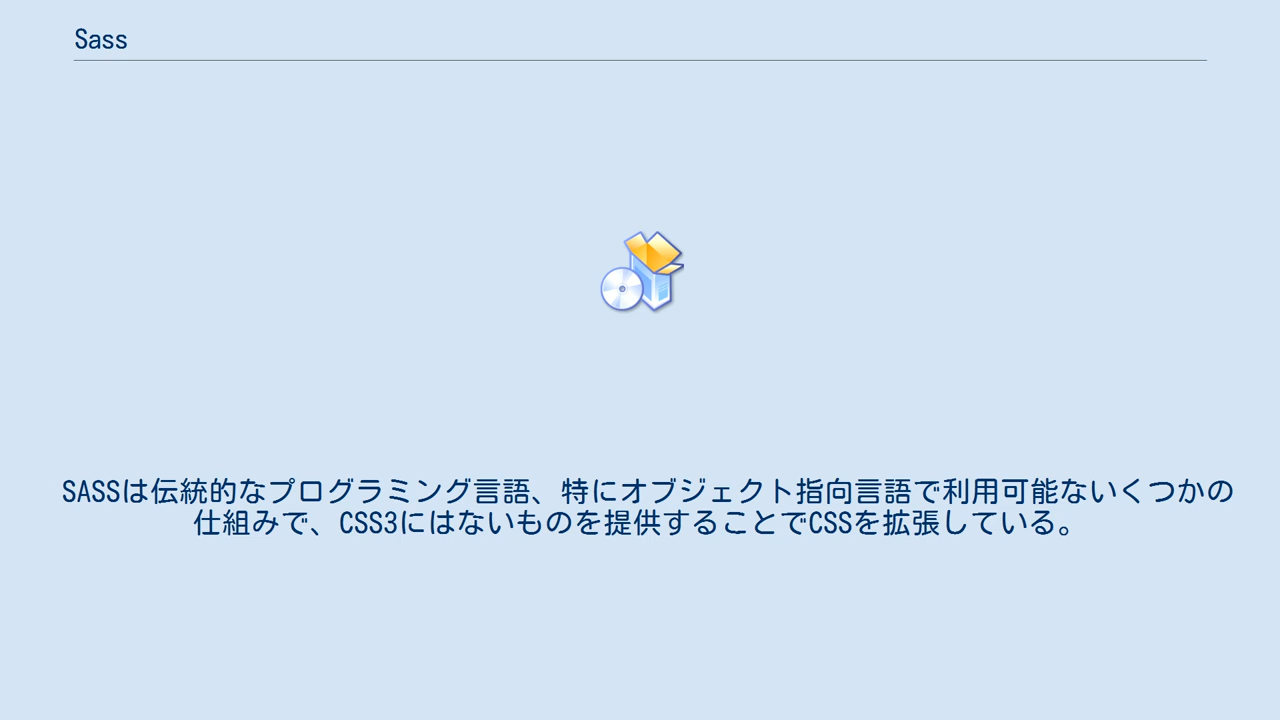 Sass
SASSは伝統的なプログラミング言語、特にオブジェクト指向言語で利用可能ないくつかの
仕組みで、CSS3にはないものを提供することでCSSを拡張している。